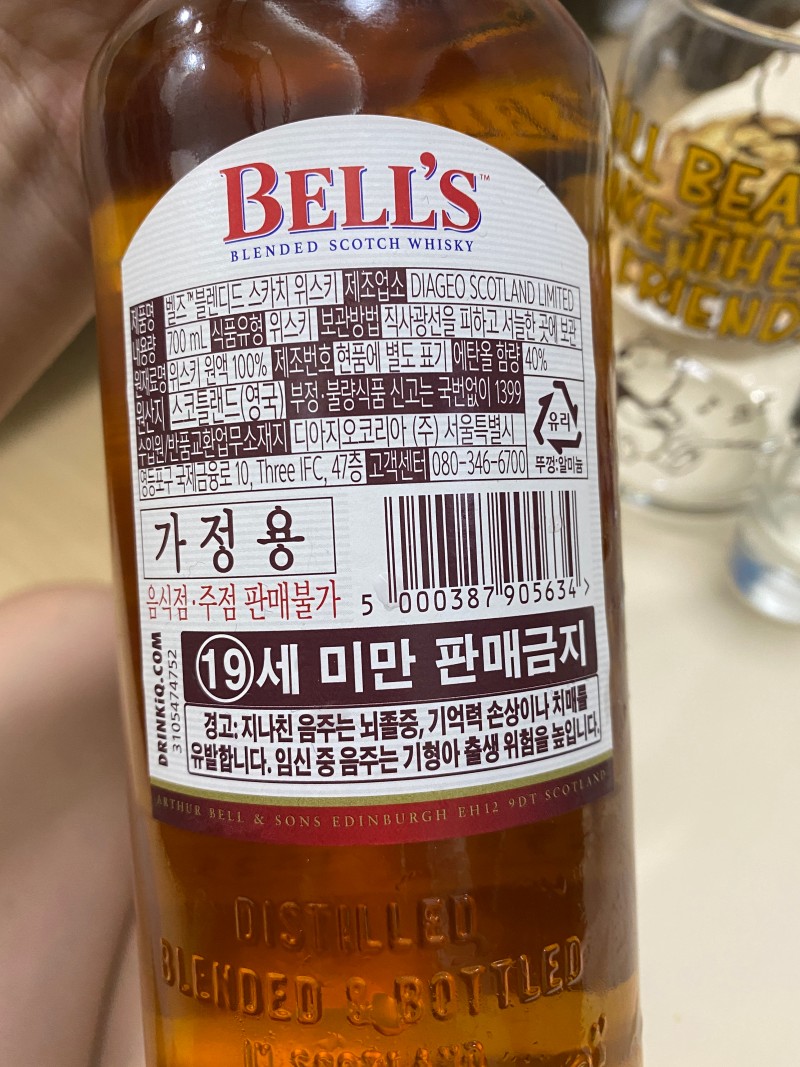 BELL'S™
BLENDED SCOTCH WHISKY
제품명 벨즈™블렌디드 스카치 위스키 제조업소 DIAGEO SCOTLAND LIMITED
내용량 700 mL 식품유형 위스키 보관방법 직사광선을 피하고 서늘한 곳에 보관
원재료명 위스키 원액 100% 제조번호 현품에 별도 표기 에탄올 함량 40%
원산지 스코틀랜드(영국) 부정·불량식품 신고는 국번없이 1399
수입원/반품교환업무소재지 디아지오코리아 (주) 서울특별시
영등포구 국제금융로 10, Three IFC, 47층 고객센터 080-346-6700
유리
뚜껑:알미늄
가정용
음식점·주점 판매불가
5 000387 905634 >
DRINKiQ.COM
3105474752
19세 미만 판매금지
경고: 지나친 음주는 뇌졸중, 기억력 손상이나 치매를
유발합니다. 임신 중 음주는 기형아 출생 위험을 높입니다.
ARTHUR BELL & SONS EDINBURGH EH12 9DT SCOTLAND
DISTILLED
BLENDED & BOTTLED
IN SCOTLAND
BEA
THE
FRIEND